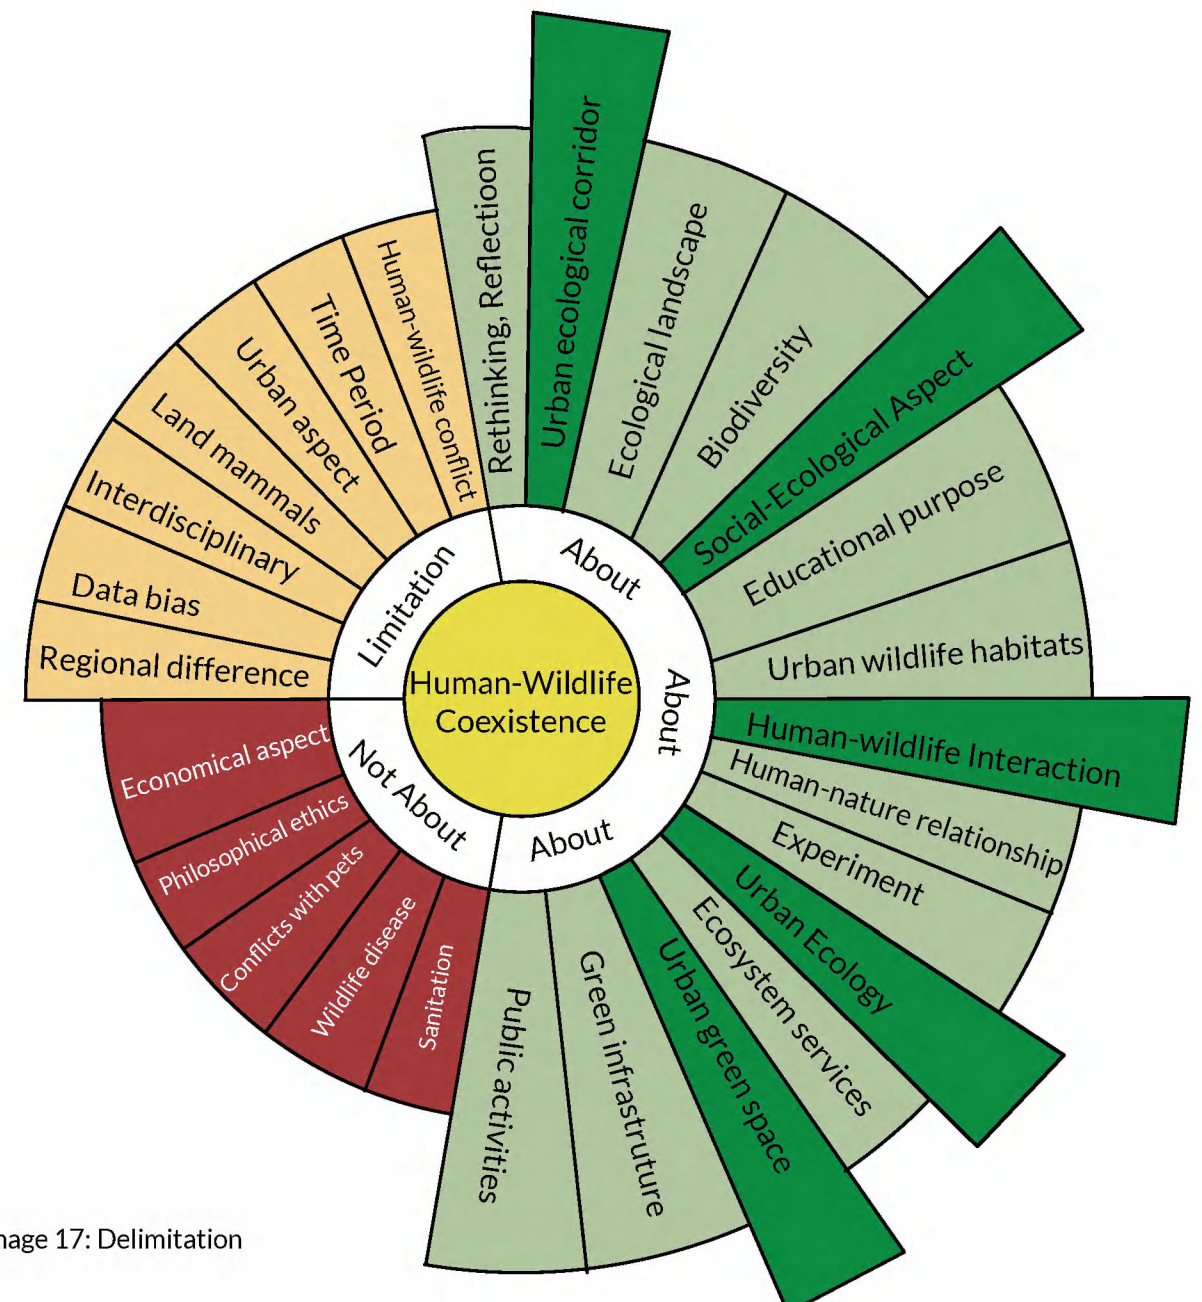 Human-Wildlife
Coexistence
About
About
About
Not About
Limitation
Rethinking, Reflectioon
Urban ecological corridor
Ecological landscape
Biodiversity
Social-Ecological Aspect
Educational purpose
Urban wildlife habitats
Human-wildlife Interaction
Human-nature relationship
Experiment
Urban Ecology
Ecosystem services
Urban green space
Green infrastruture
Public activities
Sanitation
Wildlife disease
Conflicts with pets
Philosophical ethics
Economical aspect
Regional difference
Data bias
Interdisciplinary
Land mammals
Urban aspect
Time Period
Human-wildlife conflict
17: Delimitation